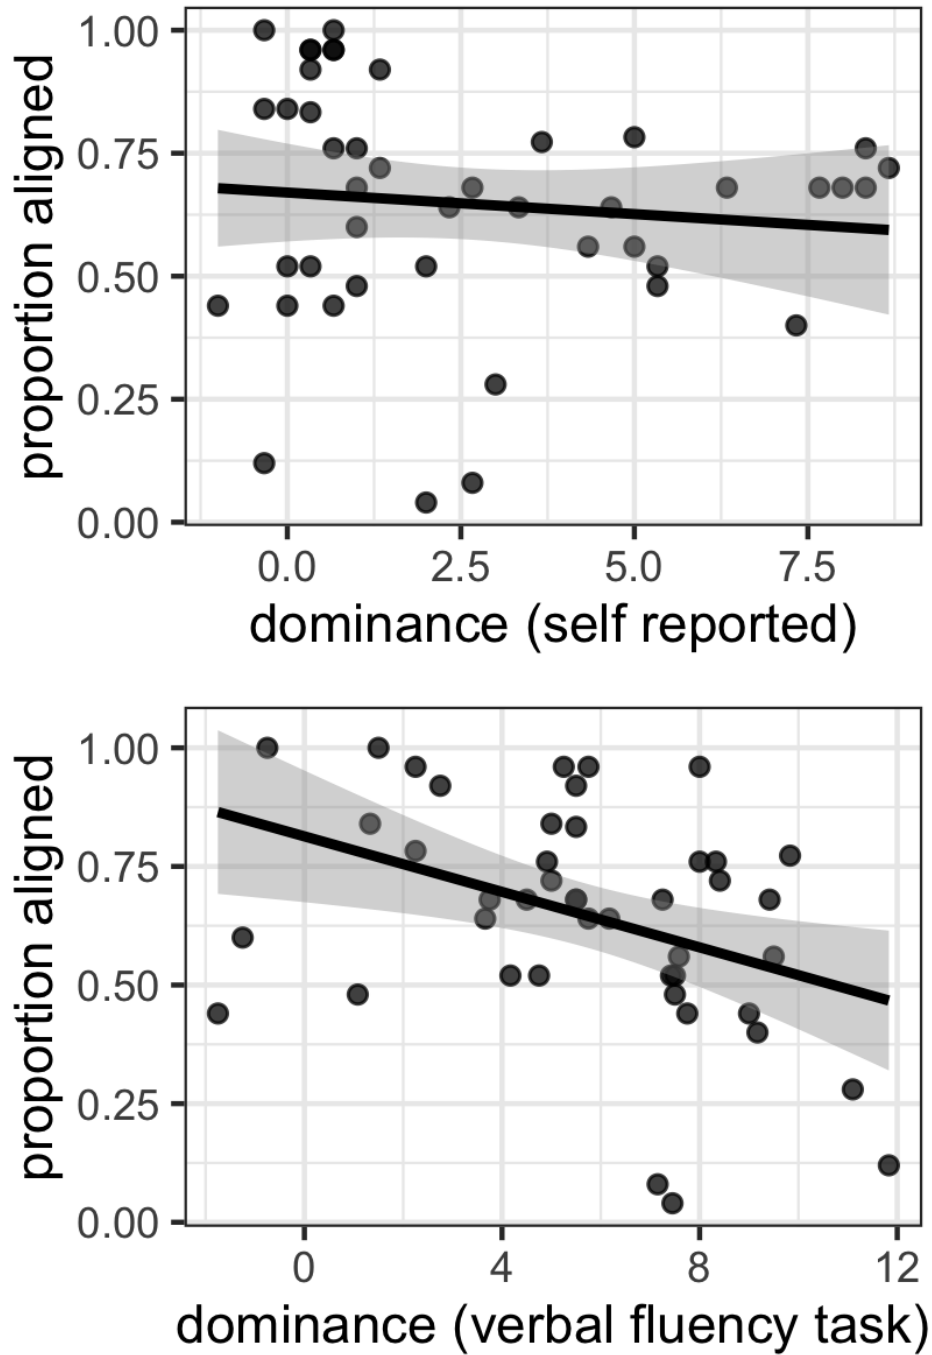 proportion aligned
1.00
0.75
0.50
0.25
0.00
0.0 2.5 5.0 7.5
dominance (self reported)
proportion aligned
1.00
0.75
0.50
0.25
0.00
0 4 8 12
dominance (verbal fluency task)